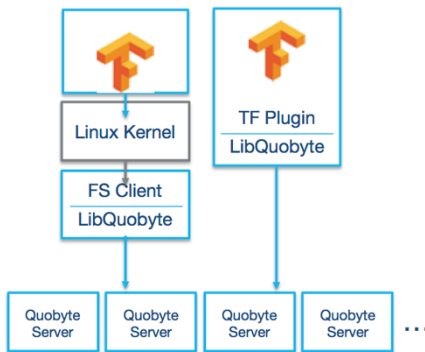 Linux Kernel
FS Client
LibQuobyte
TF Plugin
LibQuobyte
Quobyte
Server
Quobyte
Server
Quobyte
Server
Quobyte
Server
...